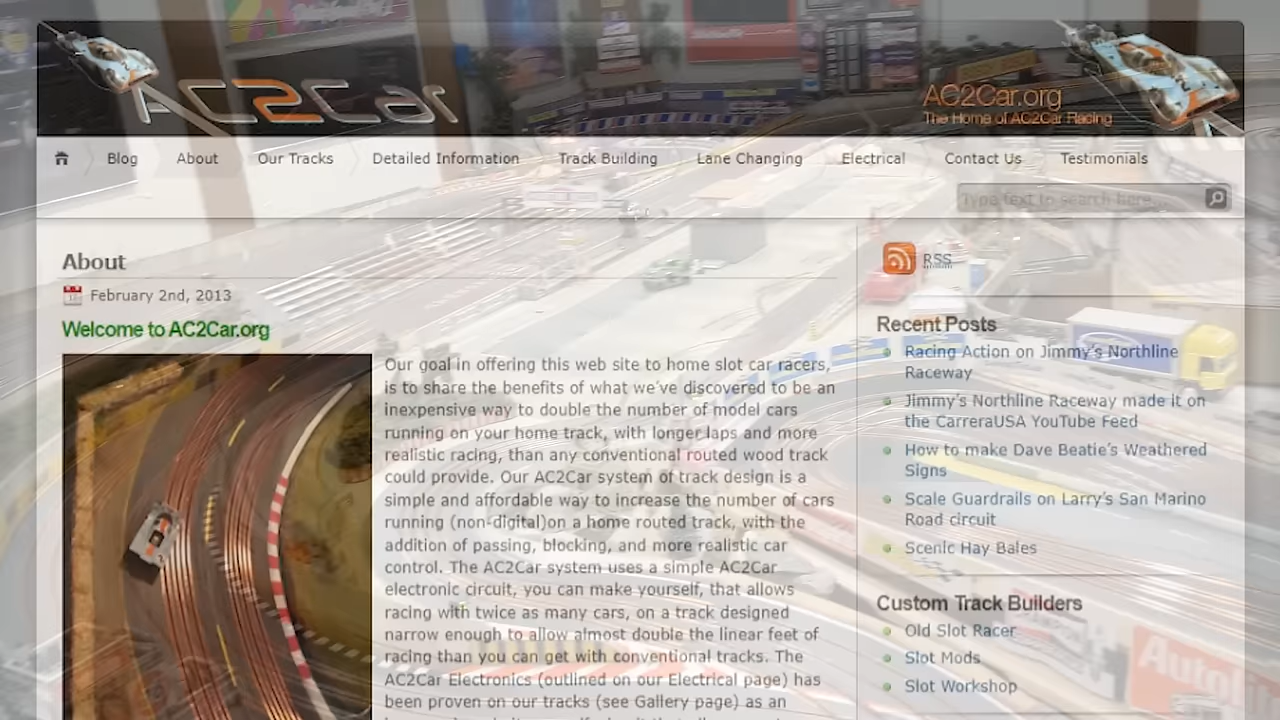 AC2Car
AC2Car.org
The Home of AC2Car Racing
Blog About Our Tracks Detailed Information Track Building Lane Changing Electrical Contact Us Testimonials
Type text to search here...
About
February 2nd, 2013
Welcome to AC2Car.org
Our goal in offering this web site to home slot car racers,
is to share the benefits of what we've discovered to be an
inexpensive way to double the number of model cars
running on your home track, with longer laps and more
realistic racing, than any conventional routed wood track
could provide. Our AC2Car system of track design is a
simple and affordable way to increase the number of cars
running (non-digital)on a home routed track, with the
addition of passing, blocking, and more realistic car
control. The AC2Car system uses a simple AC2Car
electronic circuit, you can make yourself, that allows
racing with twice as many cars, on a track designed
narrow enough to allow almost double the linear feet of
racing than you can get with conventional tracks. The
AC2Car Electronics (outlined on our Electrical page) has
been proven on our tracks (see Gallery page) as an
RSS
Recent Posts
Racing Action on Jimmy's Northline
Raceway
Jimmy's Northline Raceway made it on
the CarreraUSA YouTube Feed
How to make Dave Beatie's Weathered
Signs
Scale Guardrails on Larry's San Marino
Road circuit
Scenic Hay Bales
Custom Track Builders
Old Slot Racer
Slot Mods
Slot Workshop